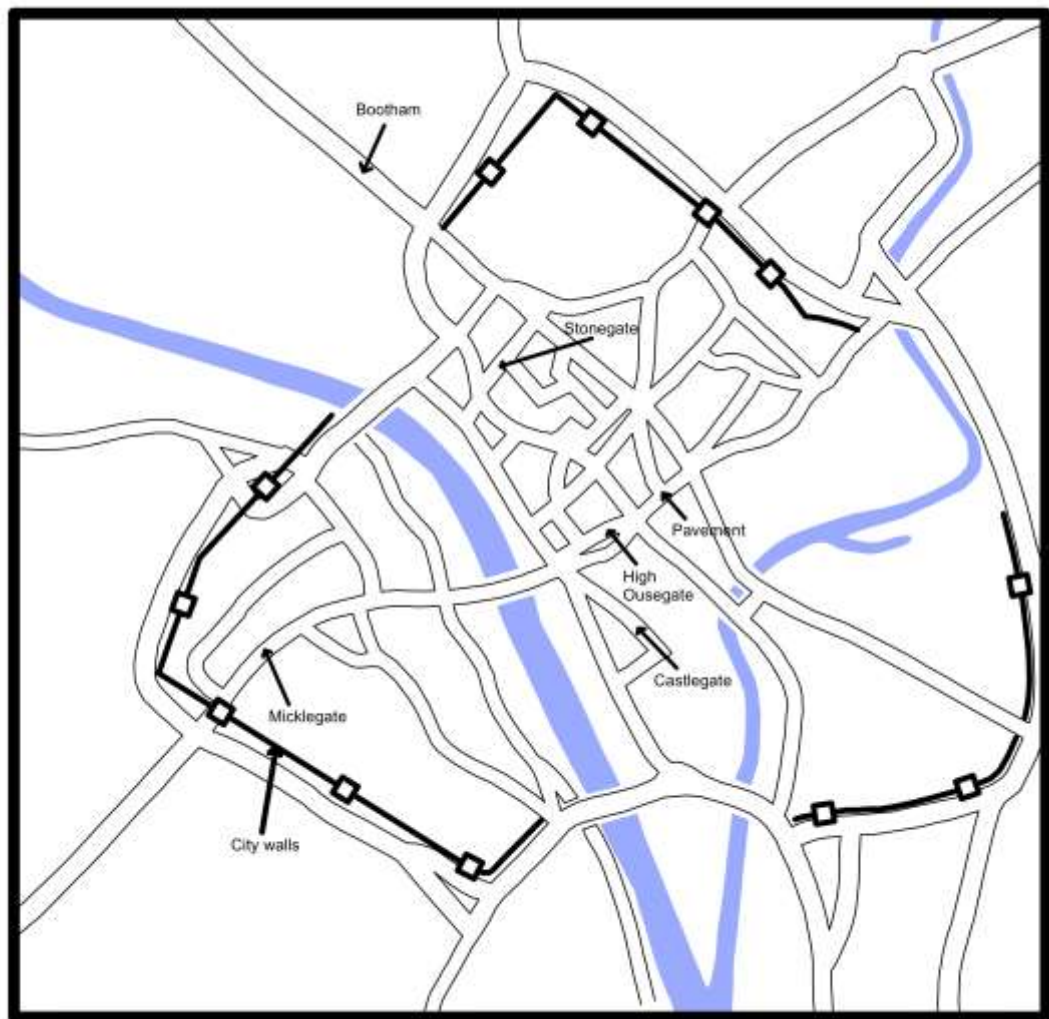 Bootham
Stonegate
Pavement
High
Ousegate
Castlegate
Micklegate
City walls